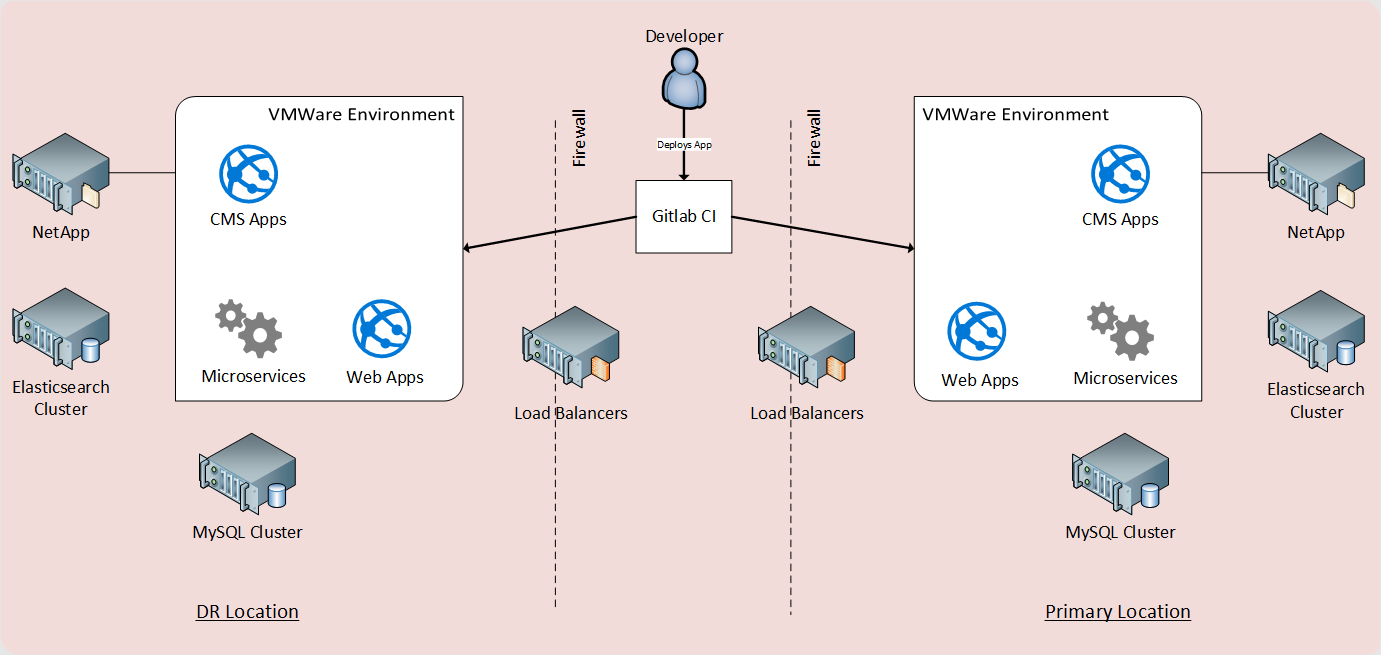 Developer
VMWare Environment
Firewall
Firewall
VMWare Environment
Deploys App
Gitlab CI
NetApp
CMS Apps
CMS Apps
NetApp
Elasticsearch
Cluster
Microservices
Web Apps
Load Balancers
Load Balancers
Web Apps
Microservices
Elasticsearch
Cluster
MySQL Cluster
MySQL Cluster
DR Location
Primary Location